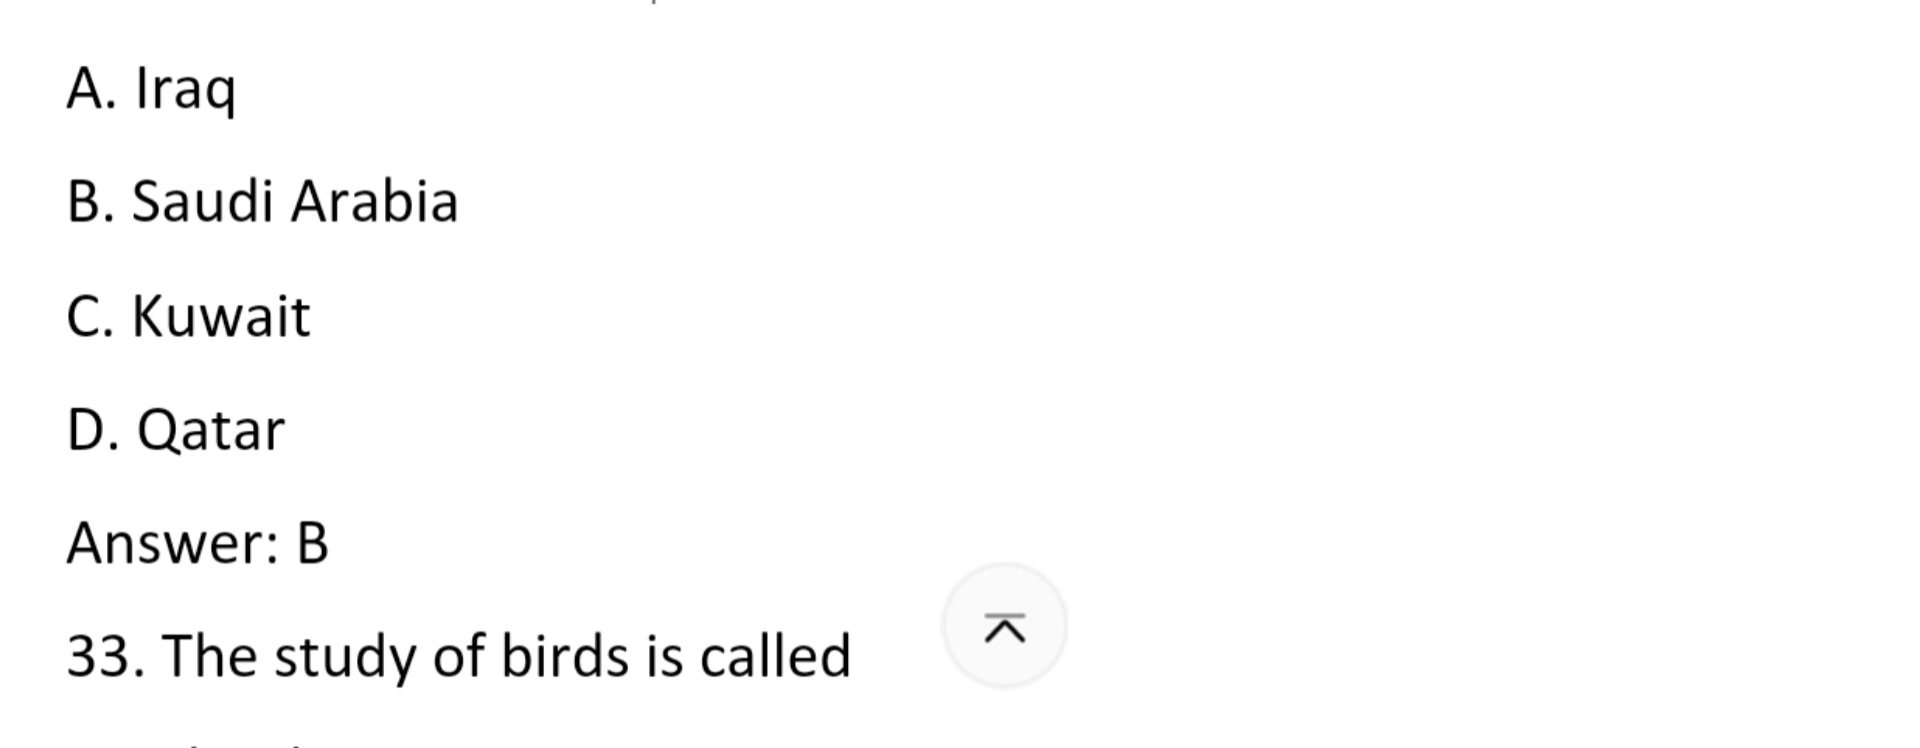 A. Iraq
B. Saudi Arabia
C. Kuwait
D. Qatar
Answer: B
33. The study of birds is called